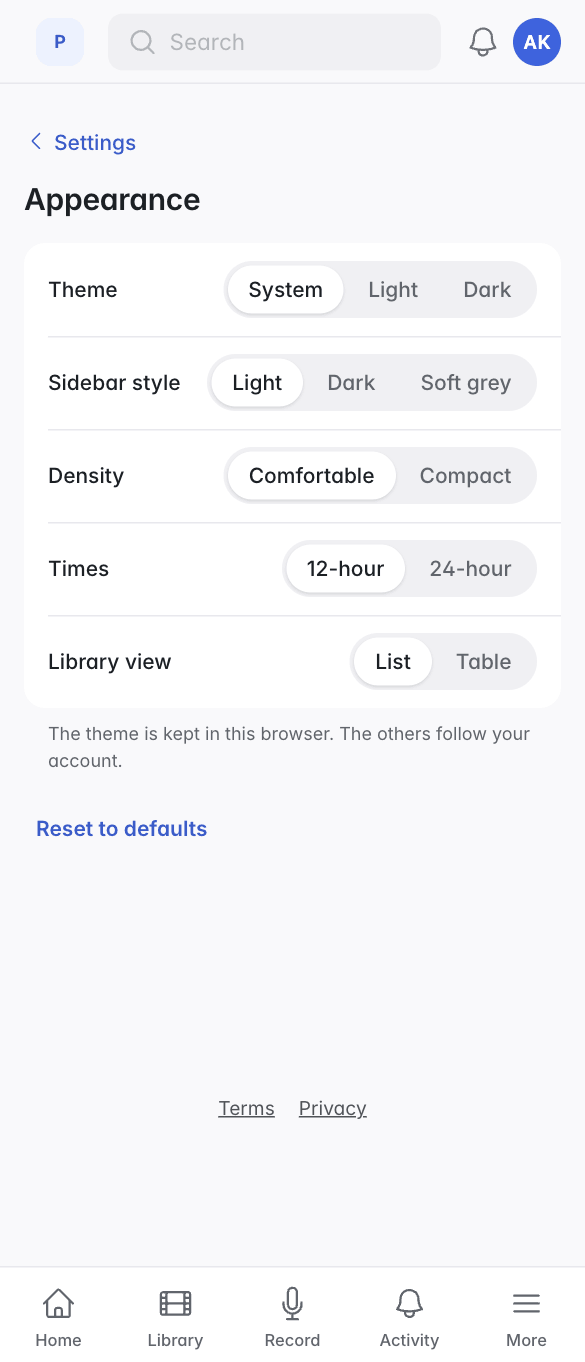 P Search AK
Settings
Appearance
Theme System Light Dark
Sidebar style Light Dark Soft grey
Density Comfortable Compact
Times 12-hour 24-hour
Library view List Table
The theme is kept in this browser. The others follow your
account.
Reset to defaults
Terms Privacy
Home Library Record Activity More